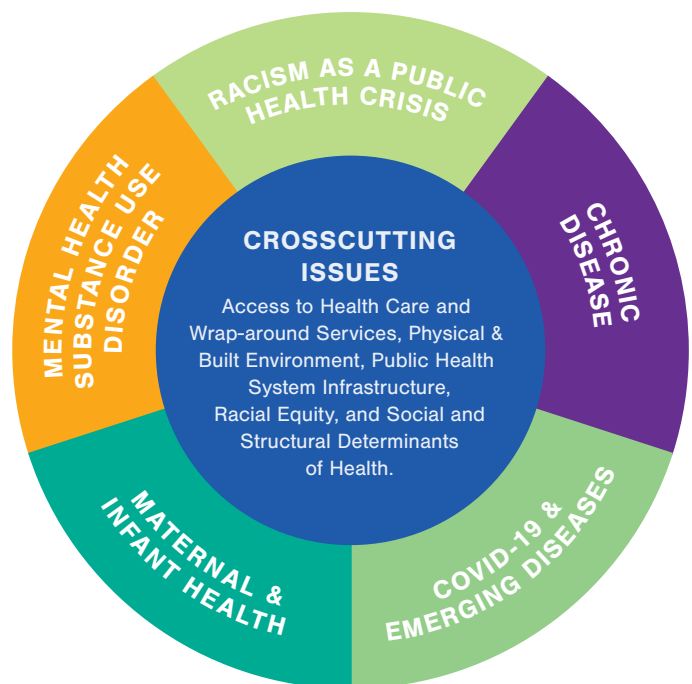 RACISM AS A PUBLIC
HEALTH CRISIS
CHRONIC
DISEASE
COVID-19 &
EMERGING DISEASES
MATERNAL &
INFANT HEALTH
MENTAL HEALTH
SUBSTANCE USE
DISORDER
CROSSCUTTING
ISSUES
Access to Health Care and
Wrap-around Services, Physical &
Built Environment, Public Health
System Infrastructure,
Racial Equity, and Social and
Structural Determinants
of Health.